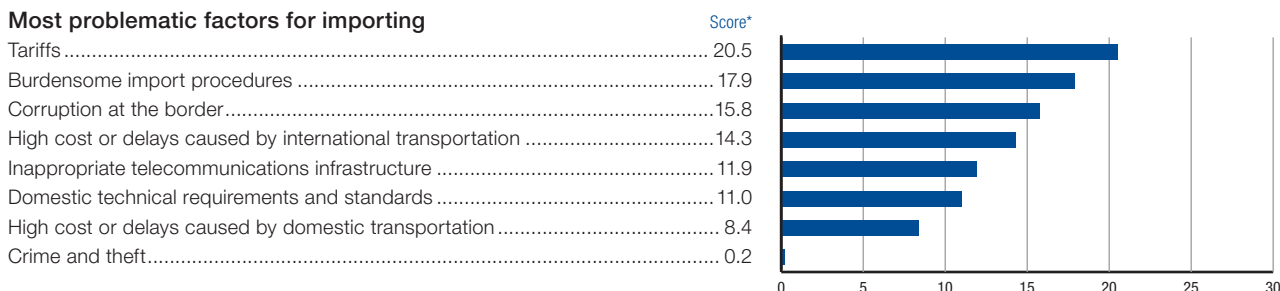 Most problematic factors for importing Score*
Tariffs 20.5
Burdensome import procedures 17.9
Corruption at the border 15.8
High cost or delays caused by international transportation 14.3
Inappropriate telecommunications infrastructure 11.9
Domestic technical requirements and standards 11.0
High cost or delays caused by domestic transportation 8.4
Crime and theft 0.2
0 5 10 15 20 25 30